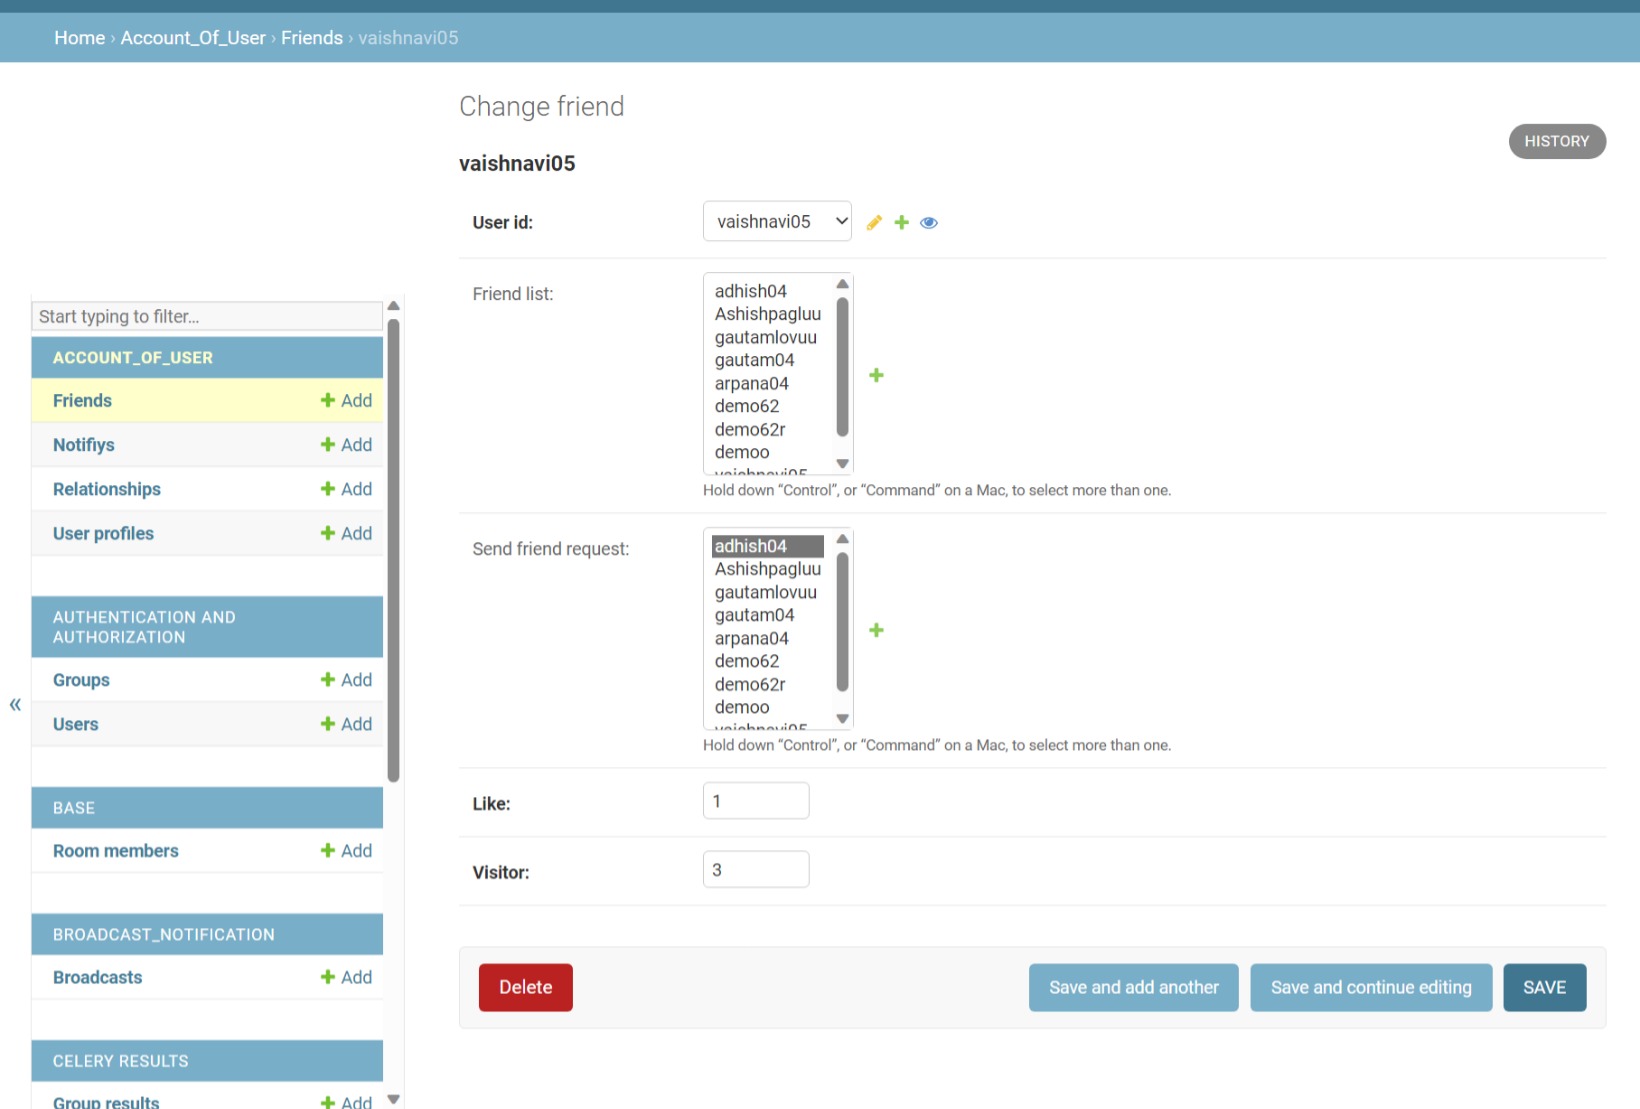 Home › Account_Of_User › Friends › vaishnavi05
Change friend
HISTORY
vaishnavi05
User id:
vaishnavi05
Friend list:
adhish04
Ashishpagluu
gautamlovuu
gautam04
arpana04
demo62
demo62r
demoo
vaishnavi05
Hold down “Control”, or “Command” on a Mac, to select more than one.
Send friend request:
adhish04
Ashishpagluu
gautamlovuu
gautam04
arpana04
demo62
demo62r
demoo
vaishnavi05
Hold down “Control”, or “Command” on a Mac, to select more than one.
Like:
1
Visitor:
3
Delete
Save and add another
Save and continue editing
SAVE
«
Start typing to filter...
ACCOUNT_OF_USER
Friends + Add
Notifiys + Add
Relationships + Add
User profiles + Add
AUTHENTICATION AND
AUTHORIZATION
Groups + Add
Users + Add
BASE
Room members + Add
BROADCAST_NOTIFICATION
Broadcasts + Add
CELERY RESULTS
Group results + Add